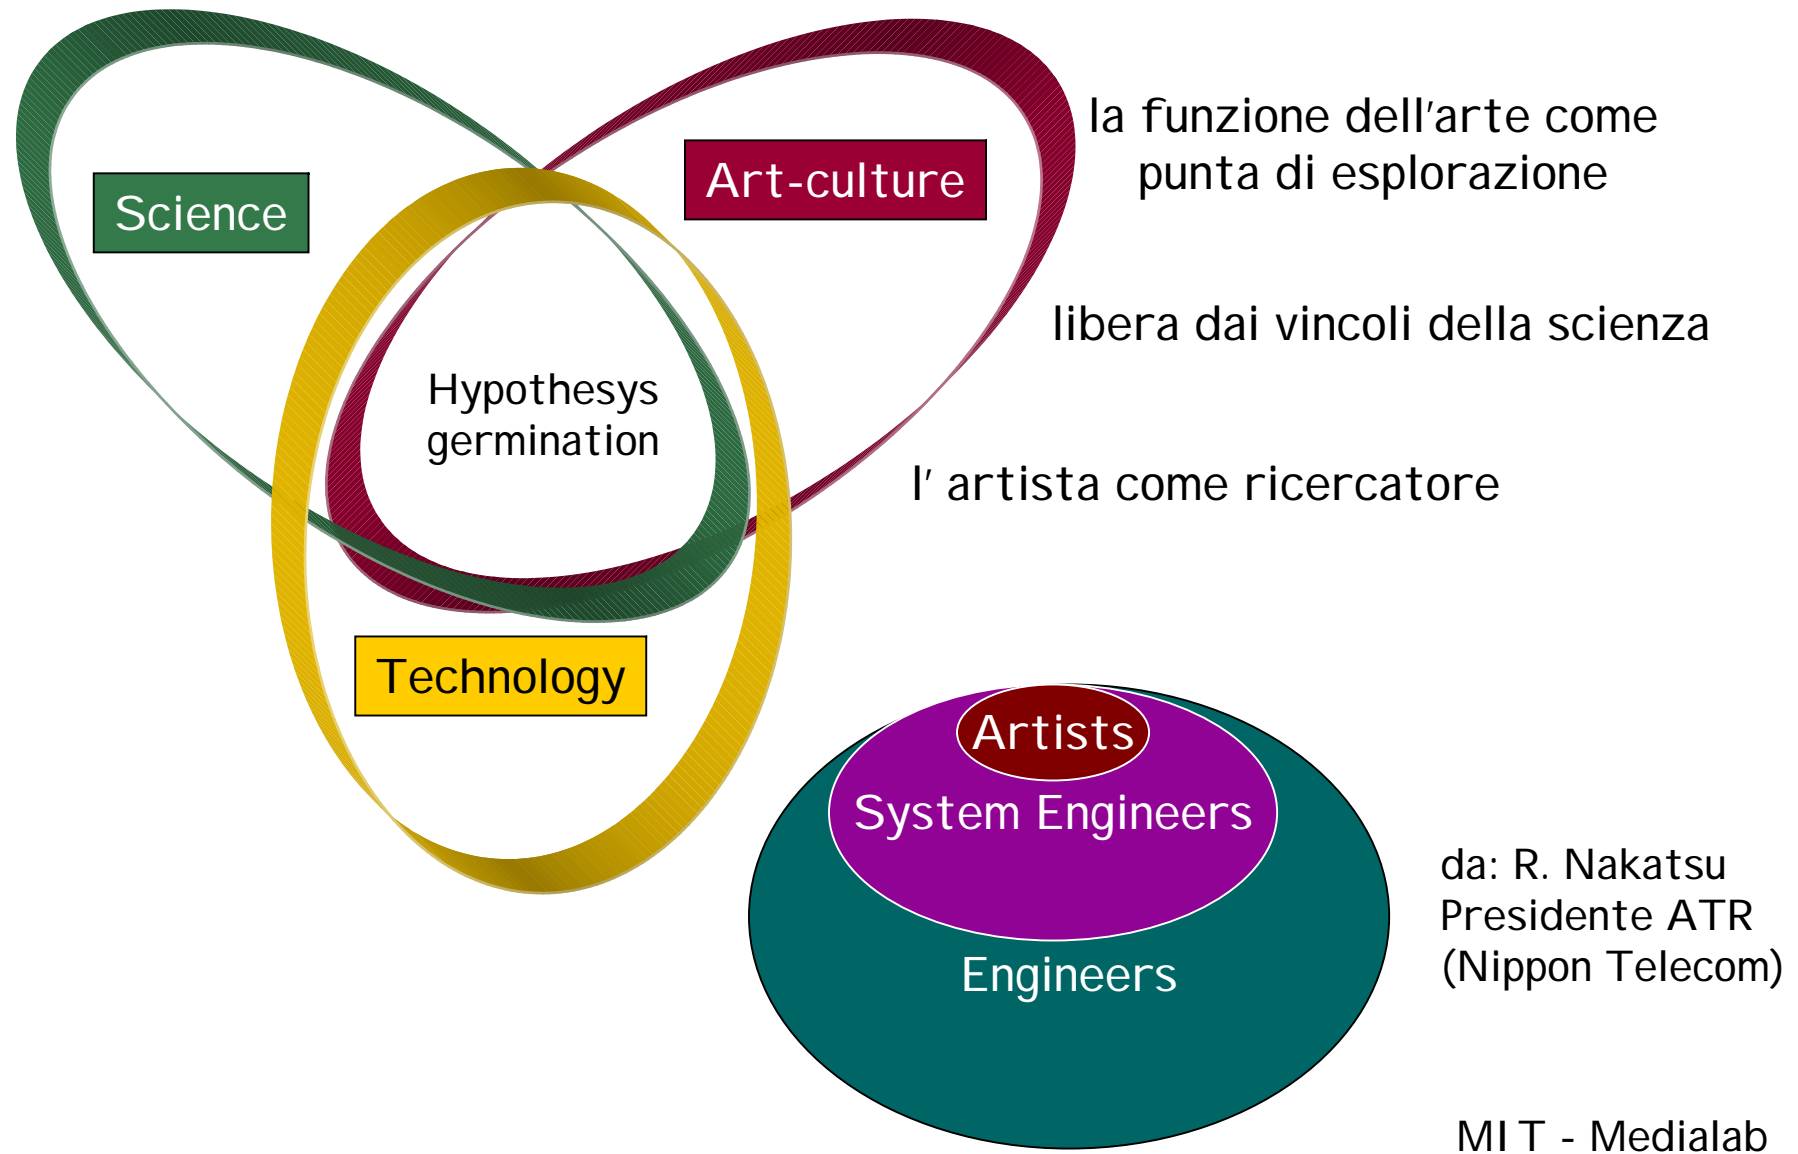 Science
Art-culture
la funzione dell'arte come
punta di esplorazione
libera dai vincoli della scienza
Hypothesys
germination
l' artista come ricercatore
Technology
Artists
System Engineers
Engineers
da: R. Nakatsu
Presidente ATR
(Nippon Telecom)
MIT - Medialab